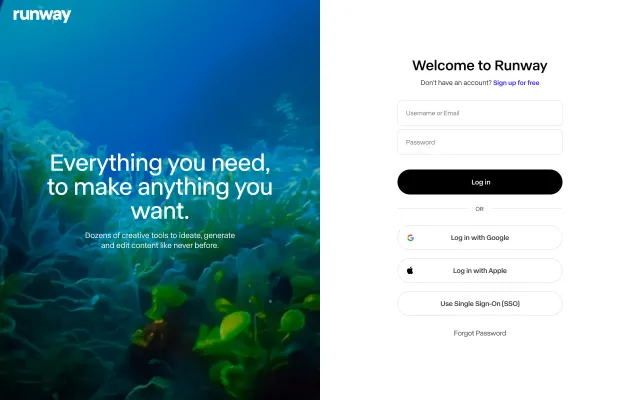 runway
Everything you need,
to make anything you
want.
Dozens of creative tools to ideate, generate
and edit content like never before.
Welcome to Runway
Don't have an account? Sign up for free
Username or Email
Password
Log in
OR
Log in with Google
Log in with Apple
Use Single Sign-On (SSO)
Forgot Password